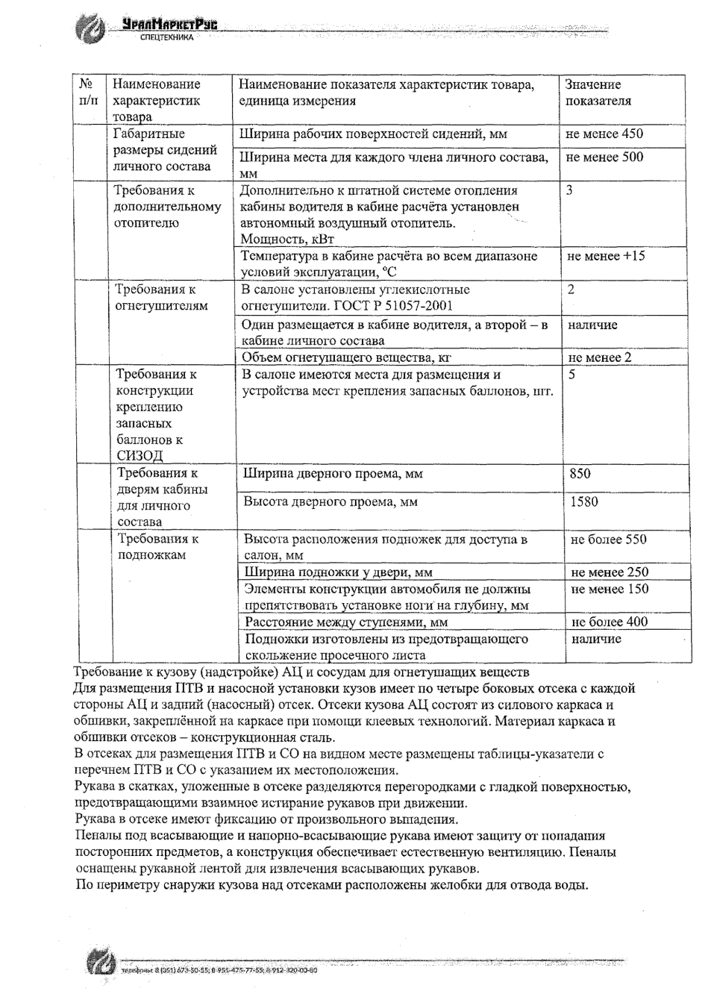 УралМаркетРус
СПЕЦТЕХНИКА
№
п/п
Наименование
характеристик
товара
Наименование показателя характеристик товара,
единица измерения
Значение
показателя
Габаритные
размеры сидений
личного состава
Ширина рабочих поверхностей сидений, мм
не менее 450
Ширина места для каждого члена личного состава,
мм
не менее 500
Требования к
дополнительному
отопителю
Дополнительно к штатной системе отопления
кабины водителя в кабине расчёта установлен
автономный воздушный отопитель.
Мощность, кВт
3
Температура в кабине расчёта во всем диапазоне
условий эксплуатации, °С
не менее +15
Требования к
огнетушителям
В салоне установлены углекислотные
огнетушители. ГОСТ Р 51057-2001
2
Один размещается в кабине водителя, а второй – в
кабине личного состава
наличие
Объем огнетушащего вещества, кг
не менее 2
Требования к
конструкции
креплению
запасных
баллонов к
СИЗОД
В салоне имеются места для размещения и
устройства мест крепления запасных баллонов, шт.
5
Требования к
дверям кабины
для личного
состава
Ширина дверного проема, мм
850
Высота дверного проема, мм
1580
Требования к
подножкам
Высота расположения подножек для доступа в
салон, мм
не более 550
Ширина подножки у двери, мм
не менее 250
Элементы конструкции автомобиля не должны
препятствовать установке ноги на глубину, мм
не менее 150
Расстояние между ступенями, мм
не более 400
Подножки изготовлены из предотвращающего
скольжение просечного листа
наличие
Требование к кузову (надстройке) АЦ и сосудам для огнетушащих веществ
Для размещения ПТВ и насосной установки кузов имеет по четыре боковых отсека с каждой
стороны АЦ и задний (насосный) отсек. Отсеки кузова АЦ состоят из силового каркаса и
обшивки, закреплённой на каркасе при помощи клеевых технологий. Материал каркаса и
обшивки отсеков – конструкционная сталь.
В отсеках для размещения ПТВ и СО на видном месте размещены таблицы-указатели с
перечнем ПТВ и СО с указанием их местоположения.
Рукава в скатках, уложенные в отсеке разделяются перегородками с гладкой поверхностью,
предотвращающими взаимное истирание рукавов при движении.
Рукава в отсеке имеют фиксацию от произвольного выпадения.
Пеналы под всасывающие и напорно-всасывающие рукава имеют защиту от попадания
посторонних предметов, а конструкция обеспечивает естественную вентиляцию. Пеналы
оснащены рукавной лентой для извлечения всасывающих рукавов.
По периметру снаружи кузова над отсеками расположены желобки для отвода воды.
телефоны: 8 (351) 673-50-55; 8-951-475-77-55; 8-912-320-00-80